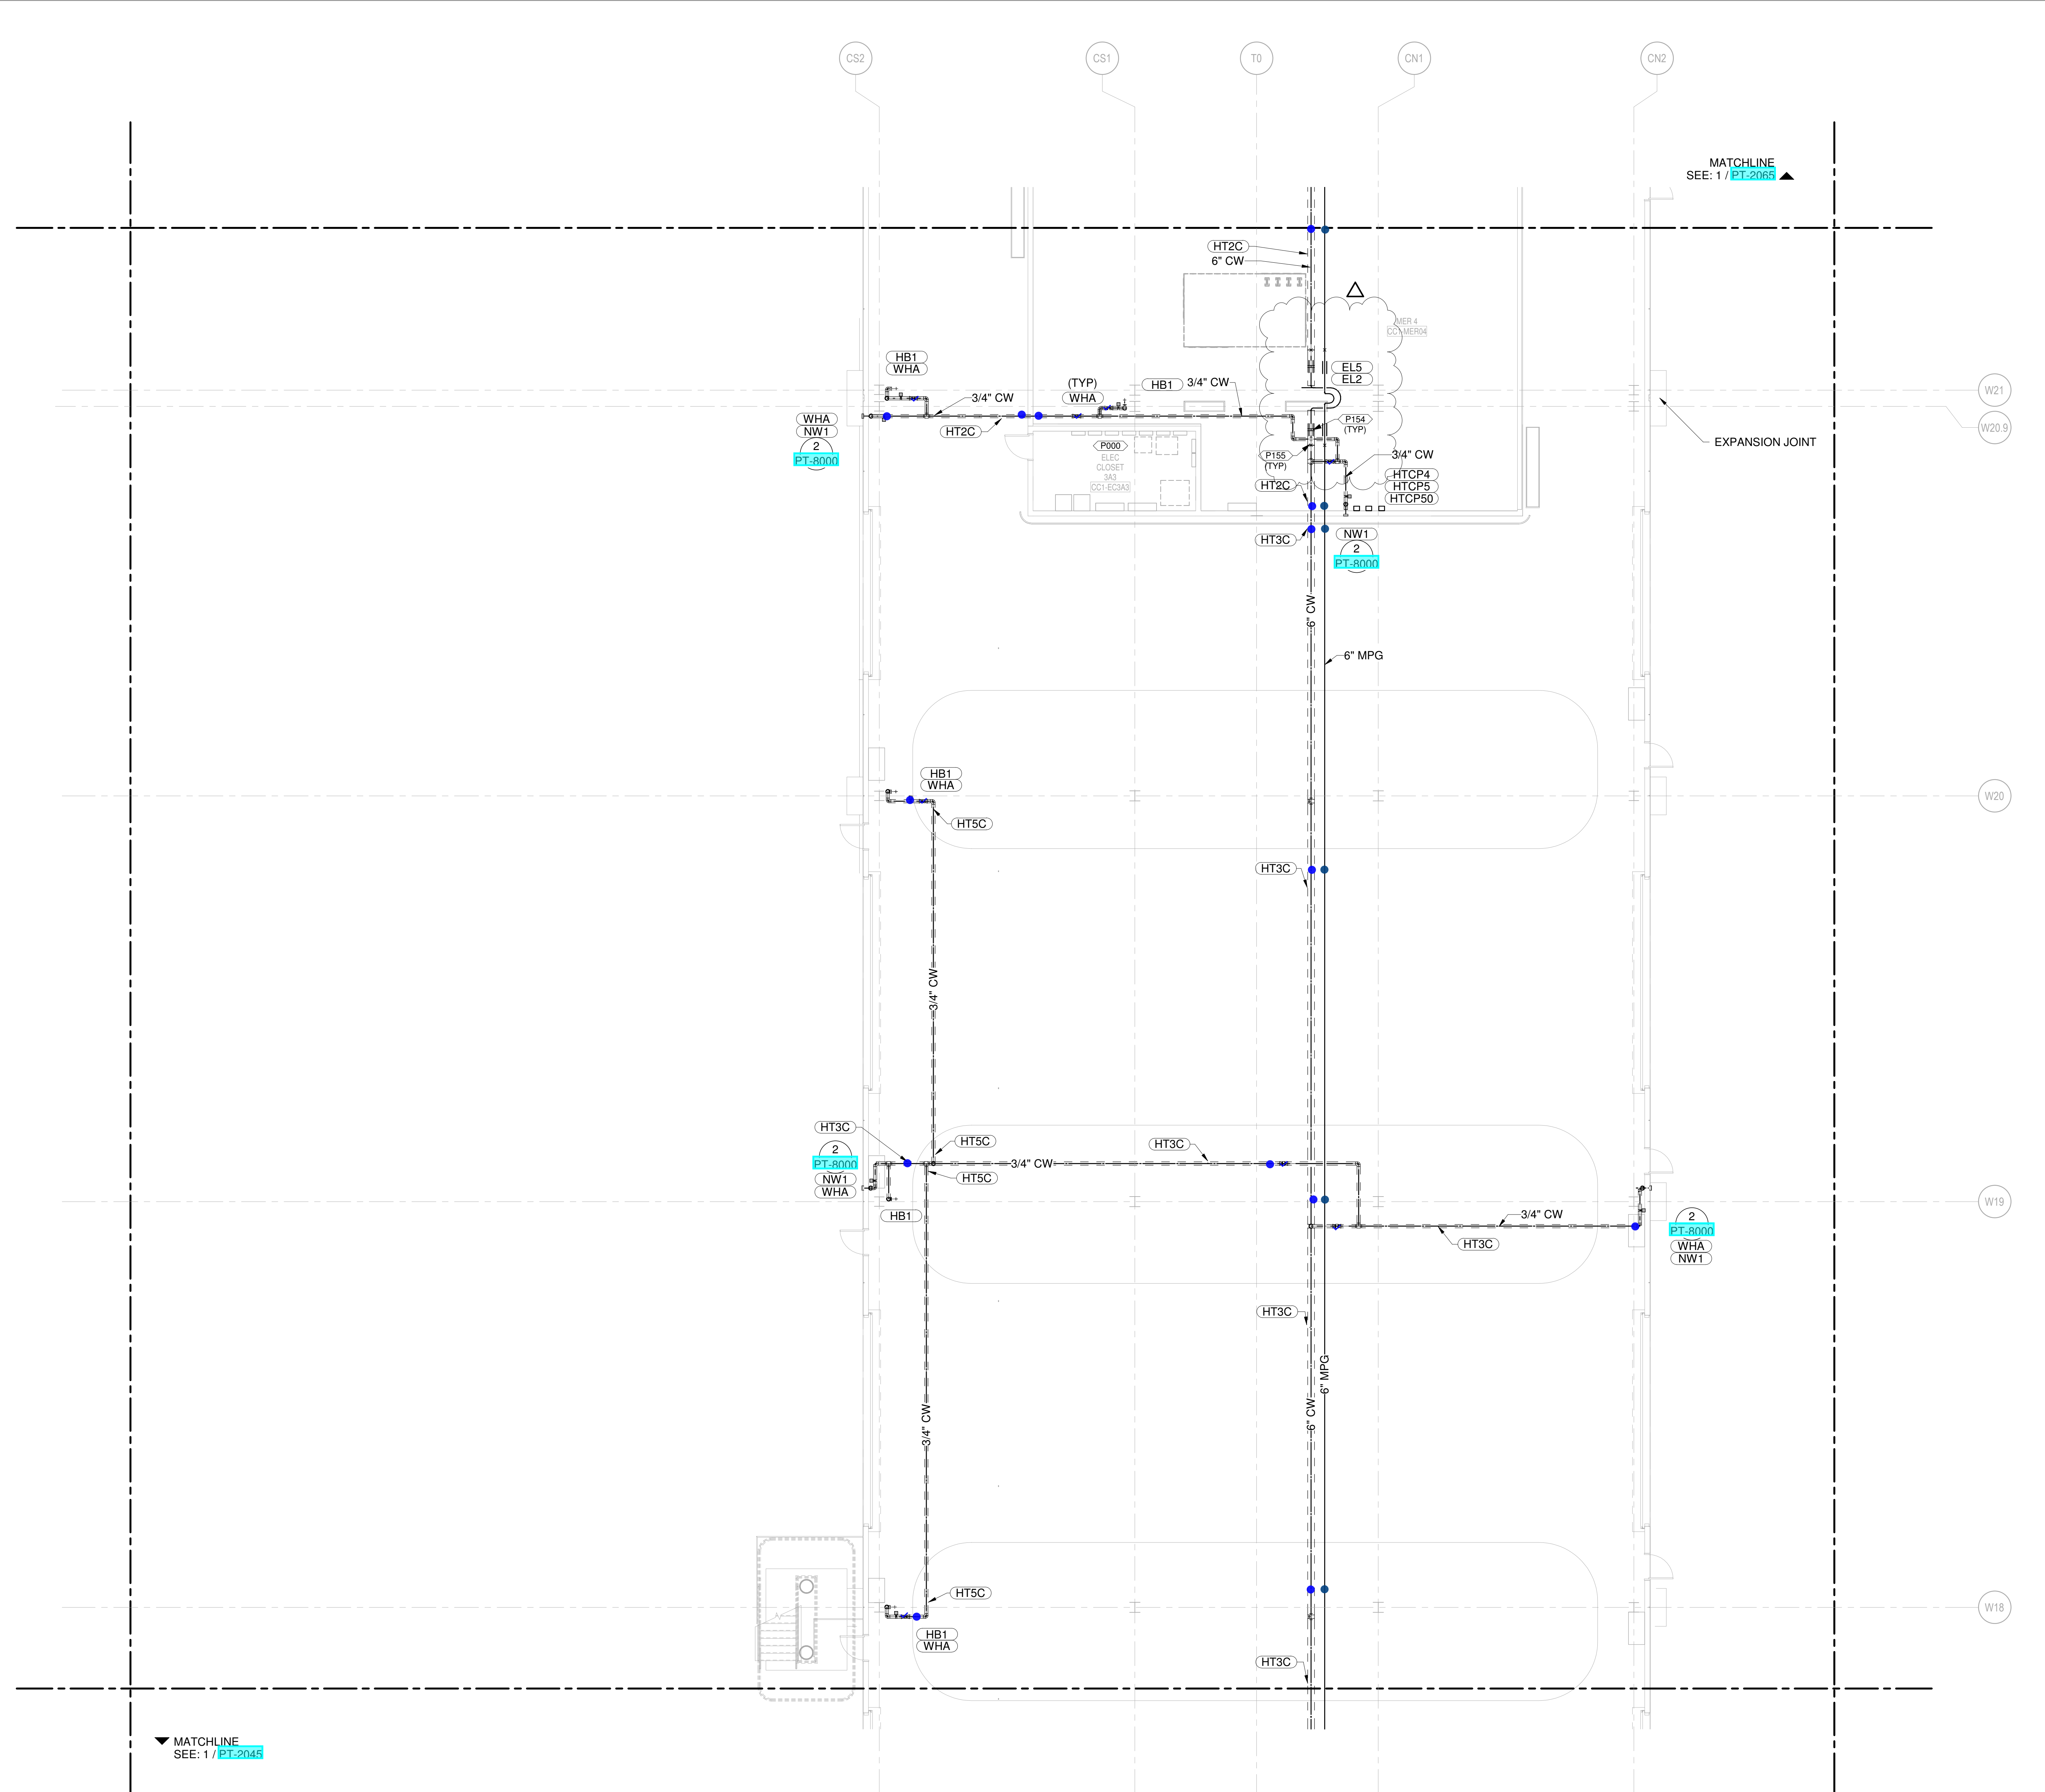 CS2
CS1
T0
CN1
CN2
MATCHLINE
SEE: 1 / PT-2065
HT2C
6" CW
MER 4
CC1-MER04
HB1
WHA
(TYP)
WHA
HB1
3/4" CW
EL5
EL2
W21
3/4" CW
WHA
NW1
2
PT-8000
HT2C
P154
(TYP)
W20.9
EXPANSION JOINT
P000
ELEC
CLOSET
3A3
CC1-EC3A3
P155
(TYP)
3/4" CW
HTCP4
HTCP5
HTCP50
HT2C
HT3C
NW1
2
PT-8000
6" CW
6" MPG
HB1
WHA
W20
HT5C
HT3C
3/4" CW
HT3C
2
PT-8000
NW1
WHA
HT5C
HT3C
3/4" CW
HT5C
HB1
W19
3/4" CW
2
PT-8000
WHA
NW1
HT3C
HT3C
6" MPG
6" CW
3/4" CW
HT5C
W18
HB1
WHA
HT3C
MATCHLINE
SEE: 1 / PT-2045